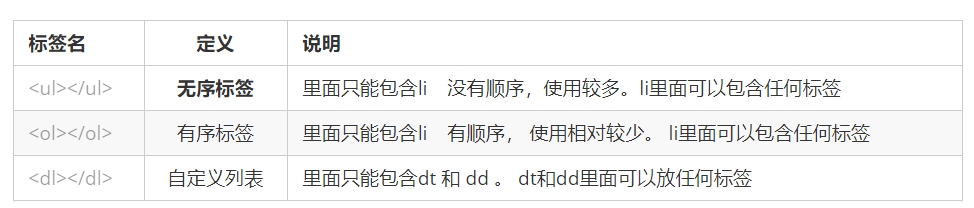 标签名 定义 说明
<ul></ul> 无序标签 里面只能包含li 没有顺序，使用较多。li里面可以包含任何标签
<ol></ol> 有序标签 里面只能包含li 有顺序， 使用相对较少。 li里面可以包含任何标签
<dl></dl> 自定义列表 里面只能包含dt 和 dd 。 dt和dd里面可以放任何标签